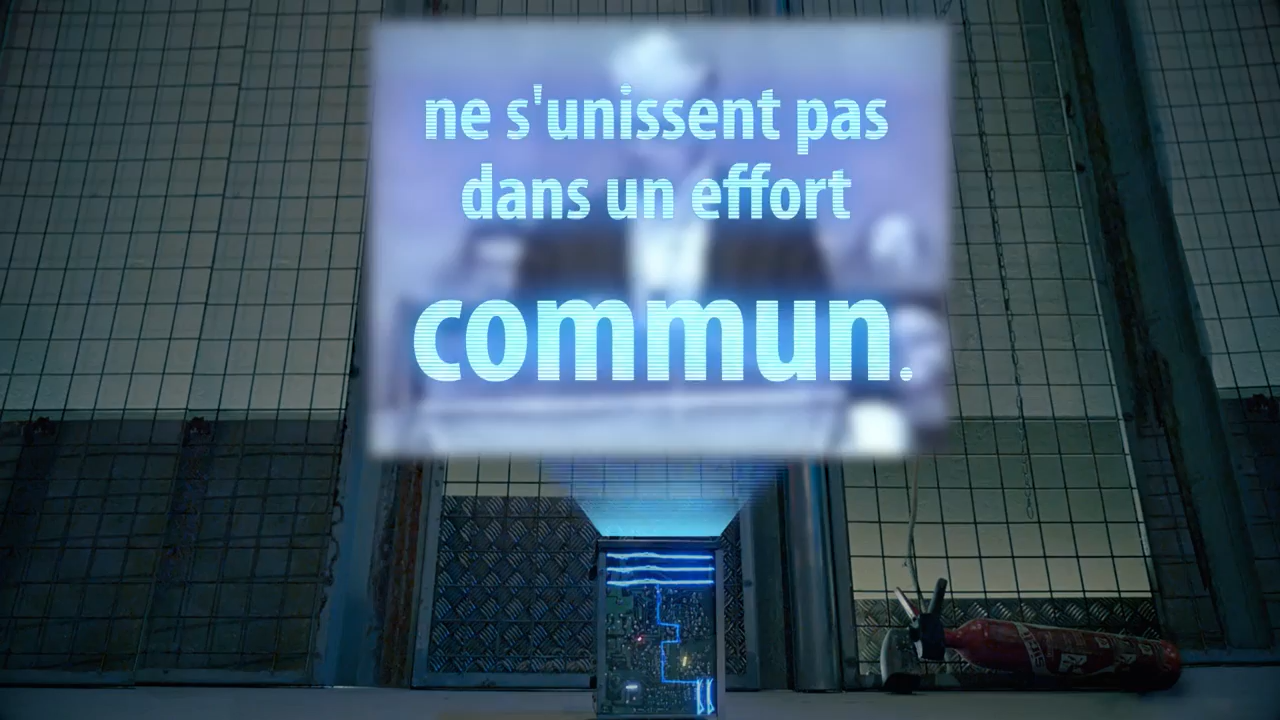 ne s'unissent pas
dans un effort
commun.